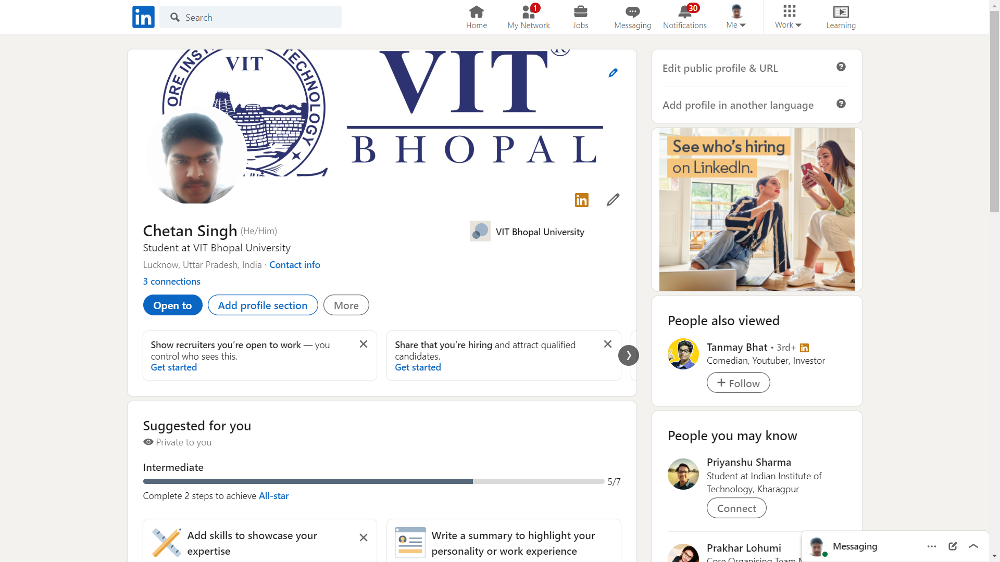 in
Search
Home
1
My Network
Jobs
Messaging
30
Notifications
Me
Work
Learning
ORE INST
TECHNOLOGY
VIT
VIT®
BHOPAL
in
Chetan Singh (He/Him)
Student at VIT Bhopal University
Lucknow, Uttar Pradesh, India · Contact info
3 connections
VIT Bhopal University
Open to
Add profile section
More
Show recruiters you’re open to work — you
control who sees this.
Get started
Share that you’re hiring and attract qualified
candidates.
Get started
Suggested for you
Private to you
Intermediate
5/7
Complete 2 steps to achieve All-star
Add skills to showcase your
expertise
Write a summary to highlight your
personality or work experience
Edit public profile & URL
Add profile in another language
See who’s hiring
on LinkedIn.
People also viewed
Tanmay Bhat • 3rd+ in
Comedian, Youtuber, Investor
+ Follow
People you may know
Priyanshu Sharma
Student at Indian Institute of
Technology, Kharagpur
Connect
Prakhar Lohumi
Core Organising Team
Messaging